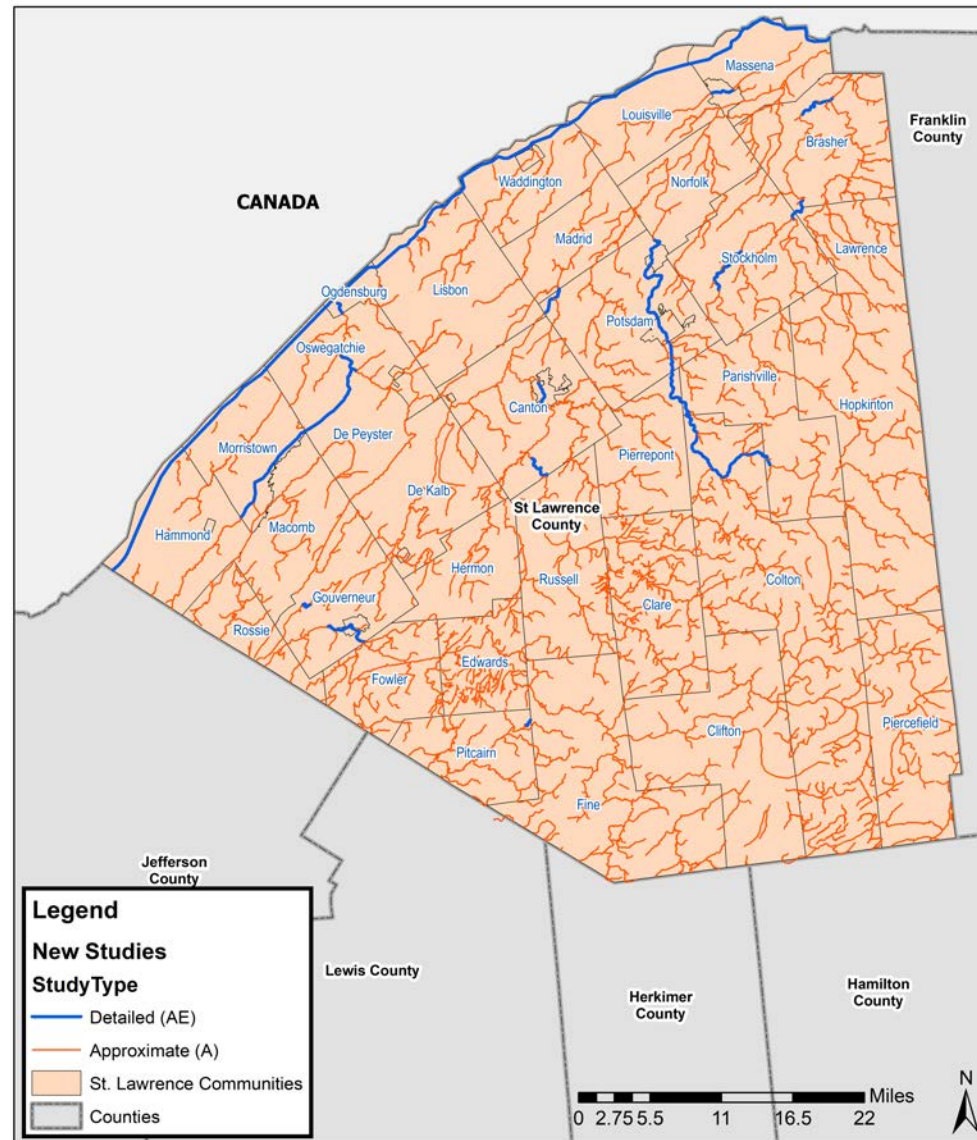 Massena
Franklin
County
Louisville
Brasher
Waddington
Norfolk
CANADA
Madrid
Lawrence
Stockholm
Ogdensburg
Lisbon
Potsdam
Oswegatchie
Parishville
Canton
Hopkinton
De Peyster
Morristown
Pierrepont
De Kalb
St Lawrence
County
Hammond
Macomb
Hermon
Russell
Colton
Gouverneur
Clare
Rossie
Edwards
Fowler
Clifton
Piercefield
Pitcairn
Fine
Jefferson
County
Legend
New Studies
StudyType
Detailed (AE)
Approximate (A)
St. Lawrence Communities
Counties
Lewis County
Herkimer
County
Hamilton
County
N
Miles
0 2.75 5.5 11 16.5 22